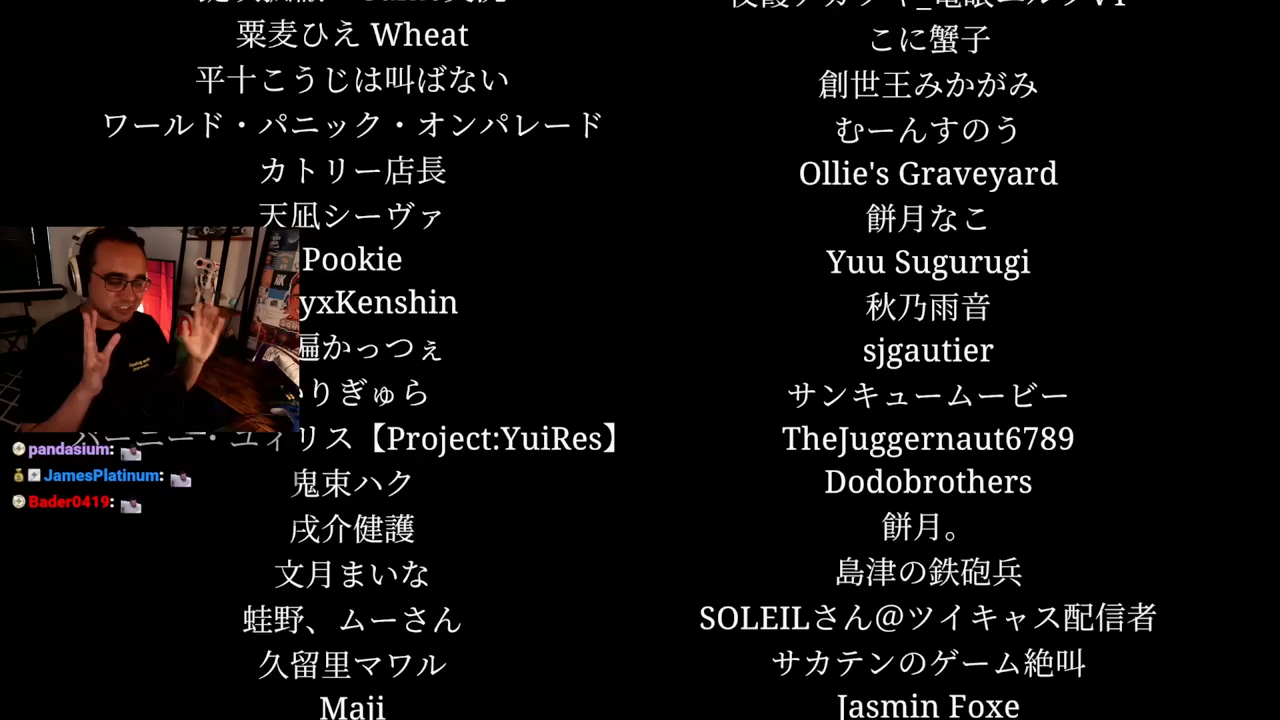 粟麦ひえ Wheat
平十こうじは叫ばない
ワールド・パニック・オンパレード
カトリー店長
天凪シーヴァ
Pookie
yxKenshin
かっつぇ
りぎゅら
リス【Project:YuiRes】
鬼束ハク
戌介健護
文月まいな
蛙野、ムーさん
久留里マワル
Maji
こに蟹子
創世王みかがみ
むーんすのう
Ollie's Graveyard
餅月なこ
Yuu Sugurugi
秋乃雨音
sjgautier
サンキュームービー
TheJuggernaut6789
Dodobrothers
餅月。
島津の鉄砲兵
SOLEILさん@ツイキャス配信者
サカテンのゲーム絶叫
Jasmin Foxe
pandasium:
JamesPlatinum:
Bader0419: